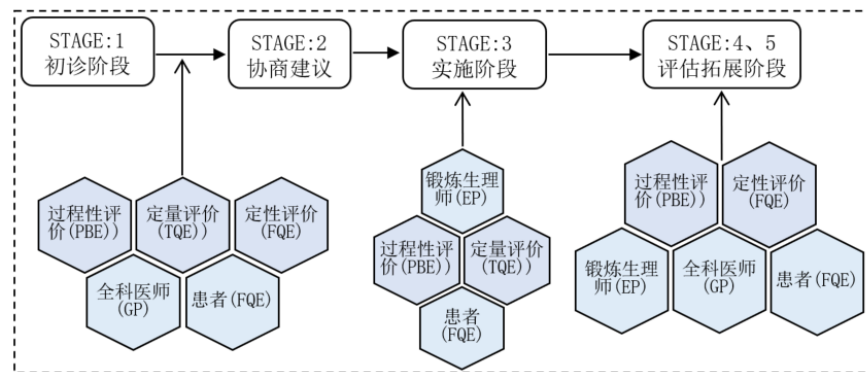 STAGE:1
初诊阶段
STAGE:2
协商建议
STAGE:3
实施阶段
STAGE:4、5
评估拓展阶段
过程性评
价(PBE))
定量评价
(TQE))
定性评价
(FQE)
全科医师
(GP)
患者(FQE)
锻炼生理
师(EP)
过程性评
价(PBE))
定量评价
(TQE))
患者
(FQE)
过程性评
价(PBE))
定性评价
(FQE)
锻炼生理
师(EP)
全科医师
(GP)
患者(FQE)